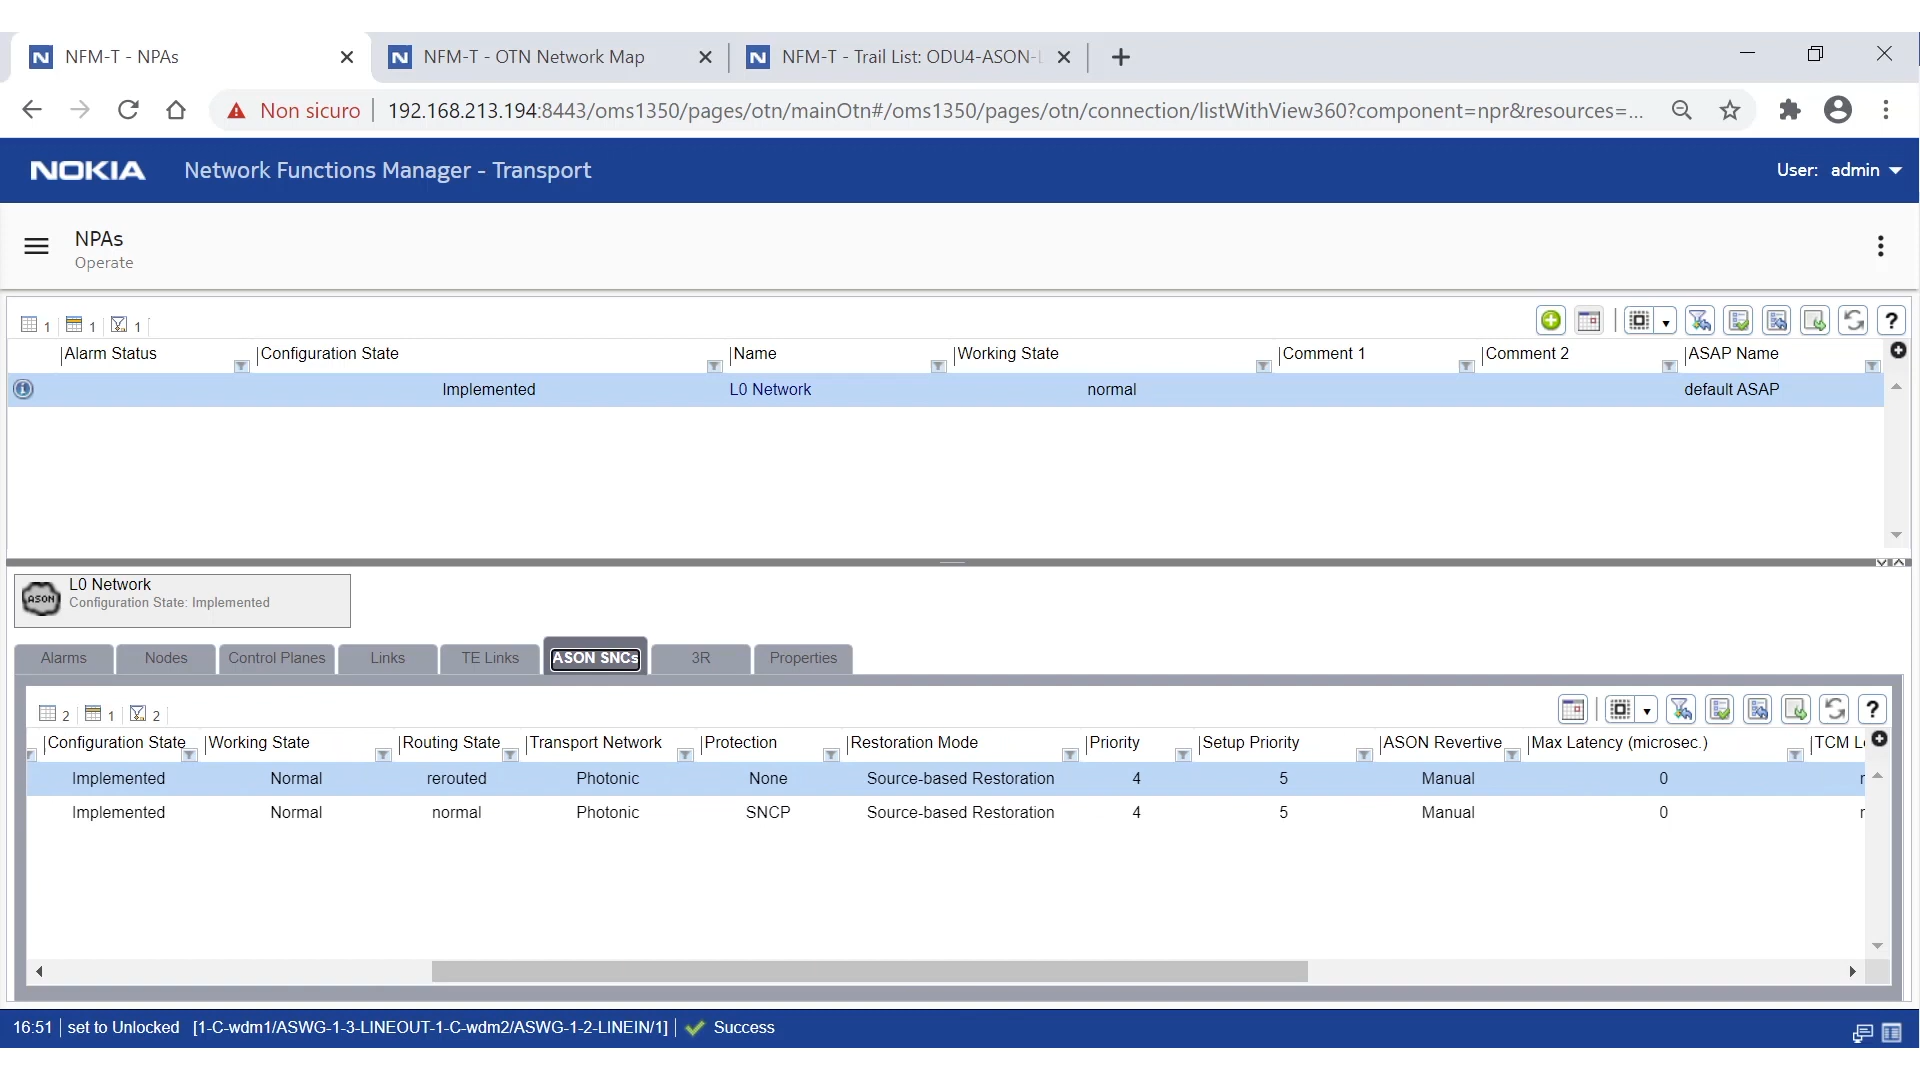 NFM-T - NPAs
NFM-T - OTN Network Map
NFM-T - Trail List: ODU4-ASON-
Non sicuro
192.168.213.194:8443/oms1350/pages/otn/mainOtn#/oms1350/pages/otn/connection/listWithView360?component=npr&resources=...
NOKIA Network Functions Manager - Transport
User: admin
NPAs
Operate
1 1 1
Alarm Status Configuration State Name Working State Comment 1 Comment 2 ASAP Name
Implemented L0 Network normal default ASAP
ASON L0 Network
Configuration State: Implemented
Alarms Nodes Control Planes Links TE Links ASON SNCs 3R Properties
2 1 2
Configuration State Working State Routing State Transport Network Protection Restoration Mode Priority Setup Priority ASON Revertive Max Latency (microsec.) TCM
Implemented Normal rerouted Photonic None Source-based Restoration 4 5 Manual 0
Implemented Normal normal Photonic SNCP Source-based Restoration 4 5 Manual 0
16:51 set to Unlocked [1-C-wdm1/ASWG-1-3-LINEOUT-1-C-wdm2/ASWG-1-2-LINEIN/1] Success